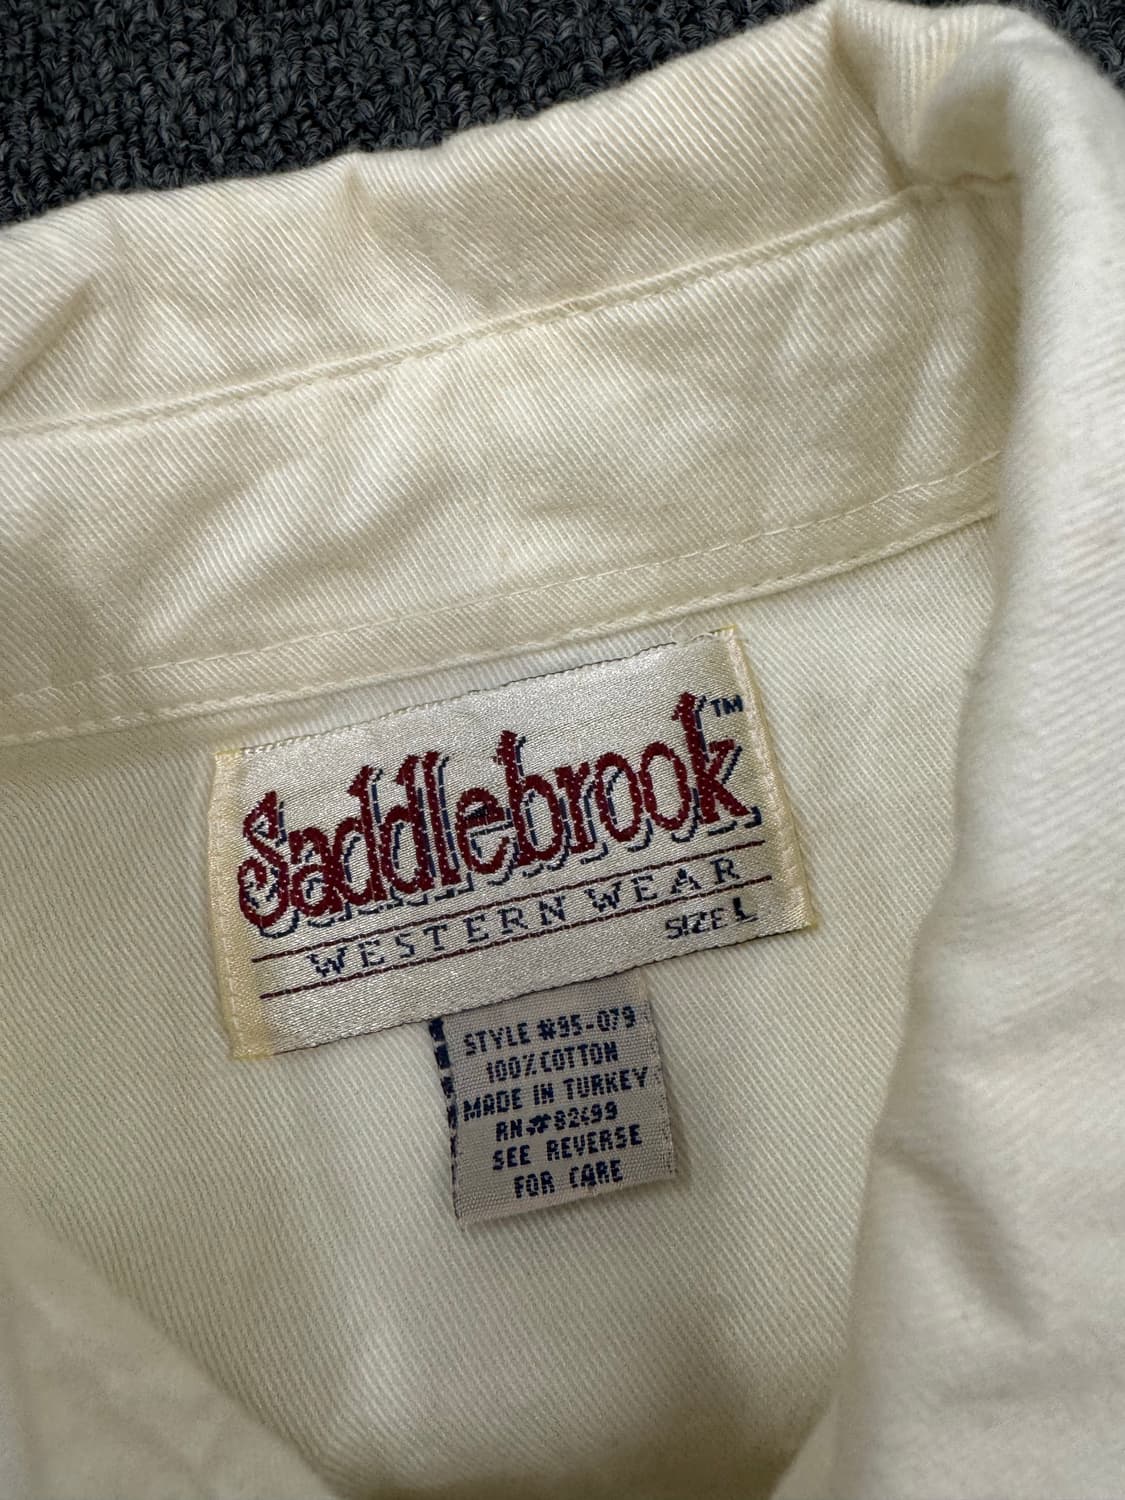 Saddlebrook™
WESTERN WEAR
SIZE L
STYLE #95-079
100% COTTON
MADE IN TURKEY
RN#82499
SEE REVERSE
FOR CARE